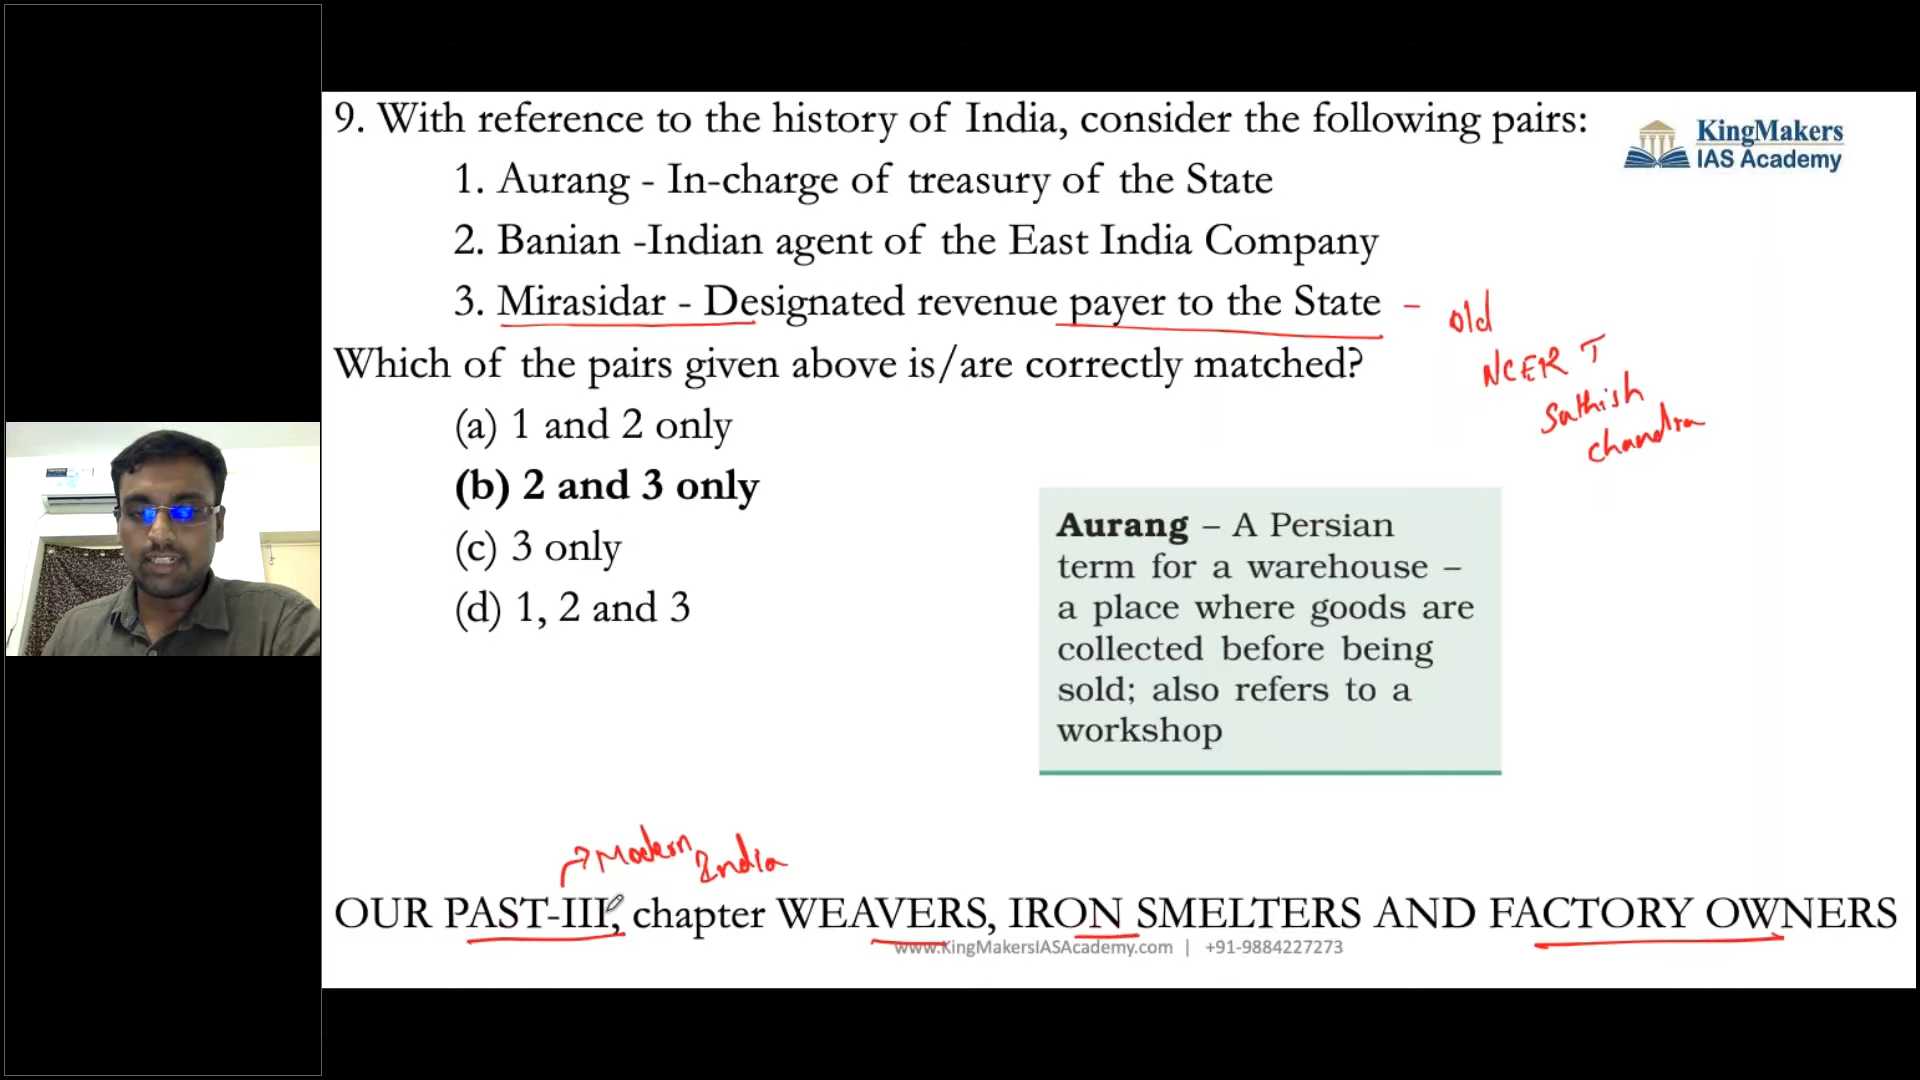 9. With reference to the history of India, consider the following pairs:
KingMakers
IAS Academy
1. Aurang - In-charge of treasury of the State
2. Banian -Indian agent of the East India Company
3. Mirasidar - Designated revenue payer to the State - old
NCERT
Sathish
chandra
Which of the pairs given above is/are correctly matched?
(a) 1 and 2 only
(b) 2 and 3 only
(c) 3 only
(d) 1, 2 and 3
Aurang – A Persian
term for a warehouse –
a place where goods are
collected before being
sold; also refers to a
workshop
Modern India
OUR PAST-III, chapter WEAVERS, IRON SMELTERS AND FACTORY OWNERS
www.KingMakersIASAcademy.com | +91-9884227273